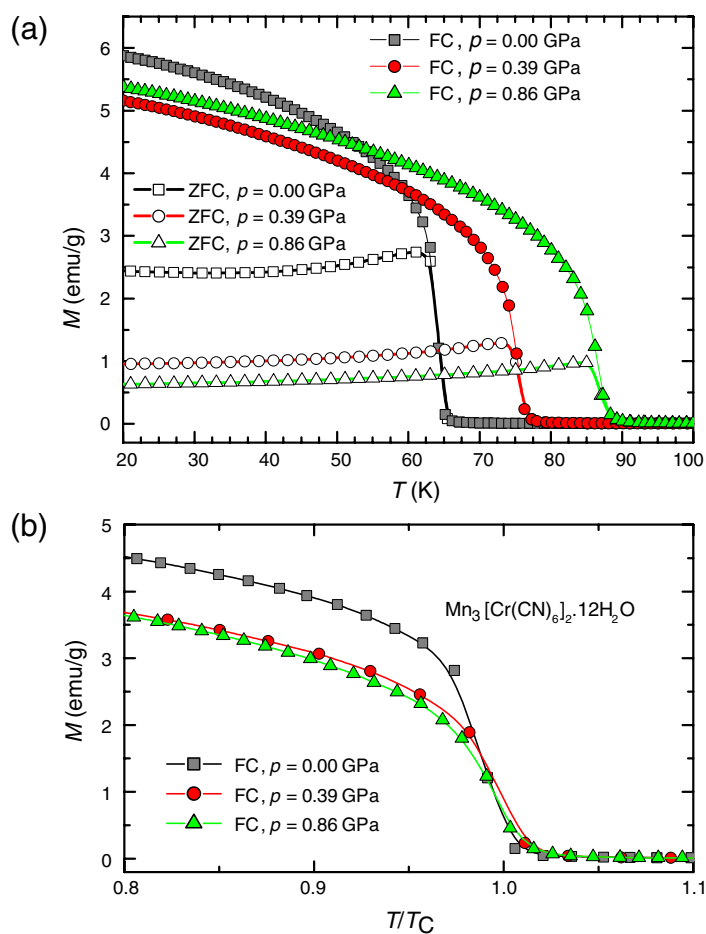 (a)
FC, p = 0.00 GPa
FC, p = 0.39 GPa
FC, p = 0.86 GPa
ZFC, p = 0.00 GPa
ZFC, p = 0.39 GPa
ZFC, p = 0.86 GPa
M (emu/g)
6
5
4
3
2
1
0
20 30 40 50 60 70 80 90 100
T (K)
(b)
Mn₃[Cr(CN)₆]₂.12H₂O
FC, p = 0.00 GPa
FC, p = 0.39 GPa
FC, p = 0.86 GPa
M (emu/g)
5
4
3
2
1
0
0.8 0.9 1.0 1.1
T/T_C